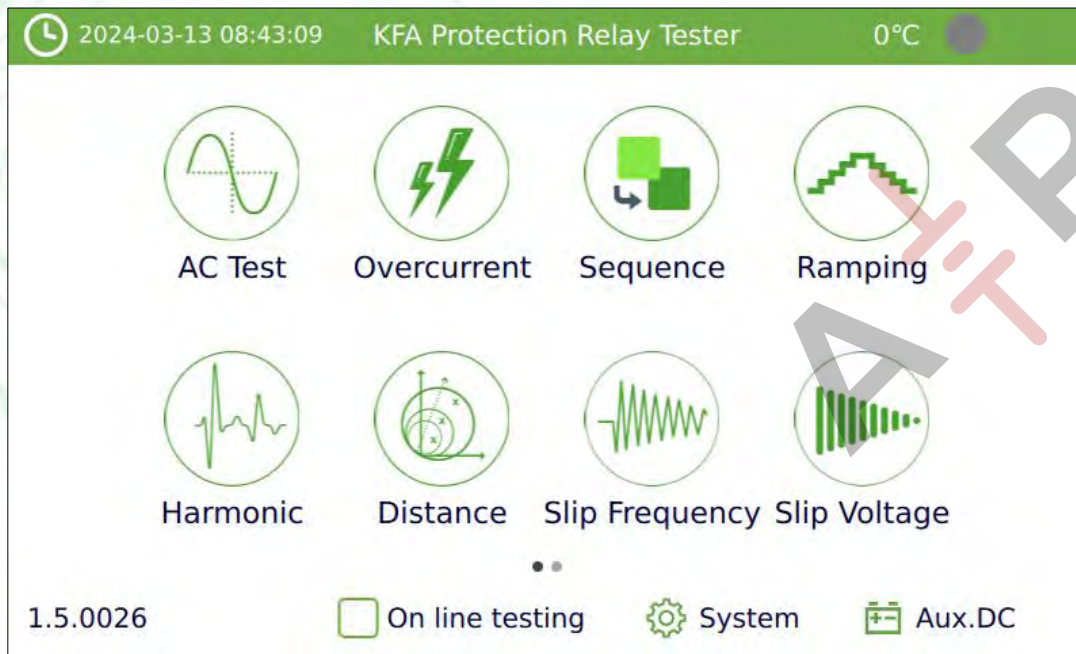 2024-03-13 08:43:09 KFA Protection Relay Tester 0℃
AC Test Overcurrent Sequence Ramping
Harmonic Distance Slip Frequency Slip Voltage
1.5.0026 On line testing System Aux.DC